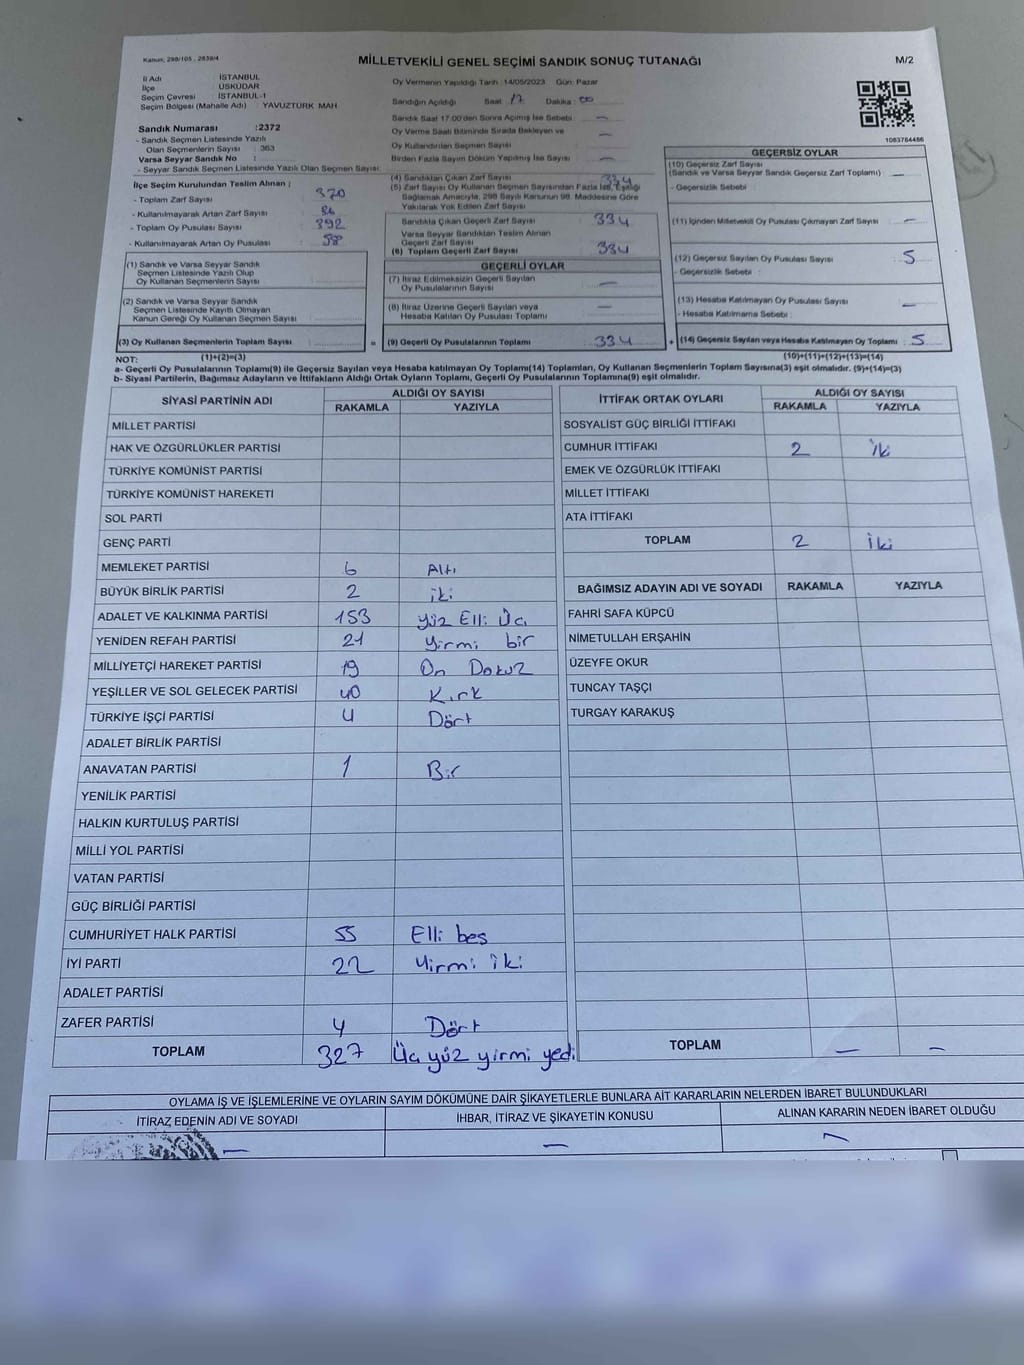 Kanun, 298/105 , 2839/4
MİLLETVEKİLİ GENEL SEÇİMİ SANDIK SONUÇ TUTANAĞI
M/2
İl Adı İSTANBUL
İlçe ÜSKÜDAR
Seçim Çevresi İSTANBUL-1
Seçim Bölgesi (Mahalle Adı) YAVUZTÜRK MAH
Sandık Numarası :2372
- Sandık Seçmen Listesinde Yazılı
Olan Seçmenlerin Sayısı : 363
Varsa Seyyar Sandık No :
- Seyyar Sandık Seçmen Listesinde Yazılı Olan Seçmen Sayısı:
İlçe Seçim Kurulundan Teslim Alınan ;
- Toplam Zarf Sayısı 370
- Kullanılmayarak Artan Zarf Sayısı
- Toplam Oy Pusulası Sayısı 392
- Kullanılmayarak Artan Oy Pusulası 58
(1) Sandık ve Varsa Seyyar Sandık
Seçmen Listesinde Yazılı Olup
Oy Kullanan Seçmenlerin Sayısı
(2) Sandık ve Varsa Seyyar Sandık
Seçmen Listesinde Kayıtlı Olmayan
Kanun Gereği Oy Kullanan Seçmen Sayısı
(3) Oy Kullanan Seçmenlerin Toplam Sayısı =
Oy Vermenin Yapıldığı Tarih : 14/05/2023 Gün: Pazar
Sandığın Açıldığı Saat 17 Dakika 00
Sandık Saat 17.00'den Sonra Açılmış İse Sebebi : —
Oy Verme Saati Bitiminde Sırada Bekleyen ve
Oy Kullandırılan Seçmen Sayısı —
Birden Fazla Sayım Döküm Yapılmış İse Sayısı —
(4) Sandıktan Çıkan Zarf Sayısı 334
(5) Zarf Sayısı Oy Kullanan Seçmen Sayısından Fazla İse, Eşitliği
Sağlamak Amacıyla, 298 Sayılı Kanunun 98. Maddesine Göre
Yakılarak Yok Edilen Zarf Sayısı
Sandıkta Çıkan Geçerli Zarf Sayısı 334
Varsa Seyyar Sandıktan Teslim Alınan
Geçerli Zarf Sayısı
(6) Toplam Geçerli Zarf Sayısı 334
GEÇERLİ OYLAR
(7) İtiraz Edilmeksizin Geçerli Sayılan
Oy Pusulalarının Sayısı —
(8) İtiraz Üzerine Geçerli Sayılan veya
Hesaba Katılan Oy Pusulası Toplamı —
(9) Geçerli Oy Pusulalarının Toplamı 334 +
1083784486
GEÇERSİZ OYLAR
(10) Geçersiz Zarf Sayısı
(Sandık ve Varsa Seyyar Sandık Geçersiz Zarf Toplamı) : —
- Geçersizlik Sebebi :
(11) İçinden Milletvekili Oy Pusulası Çıkmayan Zarf Sayısı —
(12) Geçersiz Sayılan Oy Pusulası Sayısı 5
- Geçersizlik Sebebi :
(13) Hesaba Katılmayan Oy Pusulası Sayısı —
- Hesaba Katılmama Sebebi :
(14) Geçersiz Sayılan veya Hesaba Katılmayan Oy Toplamı 5
NOT: (1)+(2)=(3) (10)+(11)+(12)+(13)=(14)
a- Geçerli Oy Pusulalarının Toplamı(9) ile Geçersiz Sayılan veya Hesaba katılmayan Oy Toplamı(14) Toplamları, Oy Kullanan Seçmenlerin Toplam Sayısına(3) eşit olmalıdır. (9)+(14)=(3)
b- Siyasi Partilerin, Bağımsız Adayların ve İttifakların Aldığı Ortak Oyların Toplamı, Geçerli Oy Pusulalarının Toplamına(9) eşit olmalıdır.
SİYASİ PARTİNİN ADI ALDIĞI OY SAYISI
RAKAMLA YAZIYLA
MİLLET PARTİSİ
HAK VE ÖZGÜRLÜKLER PARTİSİ
TÜRKİYE KOMÜNİST PARTİSİ
TÜRKİYE KOMÜNİST HAREKETİ
SOL PARTİ
GENÇ PARTİ
MEMLEKET PARTİSİ 6 Altı
BÜYÜK BİRLİK PARTİSİ 2 iki
ADALET VE KALKINMA PARTİSİ 153 Yüz Elli Üç
YENİDEN REFAH PARTİSİ 21 Yirmi bir
MİLLİYETÇİ HAREKET PARTİSİ 19 On Dokuz
YEŞİLLER VE SOL GELECEK PARTİSİ 40 Kırk
TÜRKİYE İŞÇİ PARTİSİ 4 Dört
ADALET BİRLİK PARTİSİ
ANAVATAN PARTİSİ 1 Bir
YENİLİK PARTİSİ
HALKIN KURTULUŞ PARTİSİ
MİLLİ YOL PARTİSİ
VATAN PARTİSİ
GÜÇ BİRLİĞİ PARTİSİ
CUMHURİYET HALK PARTİSİ 55 Elli beş
İYİ PARTİ 22 Yirmi iki
ADALET PARTİSİ
ZAFER PARTİSİ 4 Dört
TOPLAM 327 Üç yüz yirmi yedi
İTTİFAK ORTAK OYLARI ALDIĞI OY SAYISI
RAKAMLA YAZIYLA
SOSYALİST GÜÇ BİRLİĞİ İTTİFAKI
CUMHUR İTTİFAKI 2 iki
EMEK VE ÖZGÜRLÜK İTTİFAKI
MİLLET İTTİFAKI
ATA İTTİFAKI
TOPLAM 2 iki
BAĞIMSIZ ADAYIN ADI VE SOYADI RAKAMLA YAZIYLA
FAHRİ SAFA KÜPCÜ
NİMETULLAH ERŞAHİN
ÜZEYFE OKUR
TUNCAY TAŞÇI
TURGAY KARAKUŞ
TOPLAM — —
OYLAMA İŞ VE İŞLEMLERİNE VE OYLARIN SAYIM DÖKÜMÜNE DAİR ŞİKAYETLERLE BUNLARA AİT KARARLARIN NELERDEN İBARET BULUNDUKLARI
İTİRAZ EDENİN ADI VE SOYADI İHBAR, İTİRAZ VE ŞİKAYETİN KONUSU ALINAN KARARIN NEDEN İBARET OLDUĞU
— — —